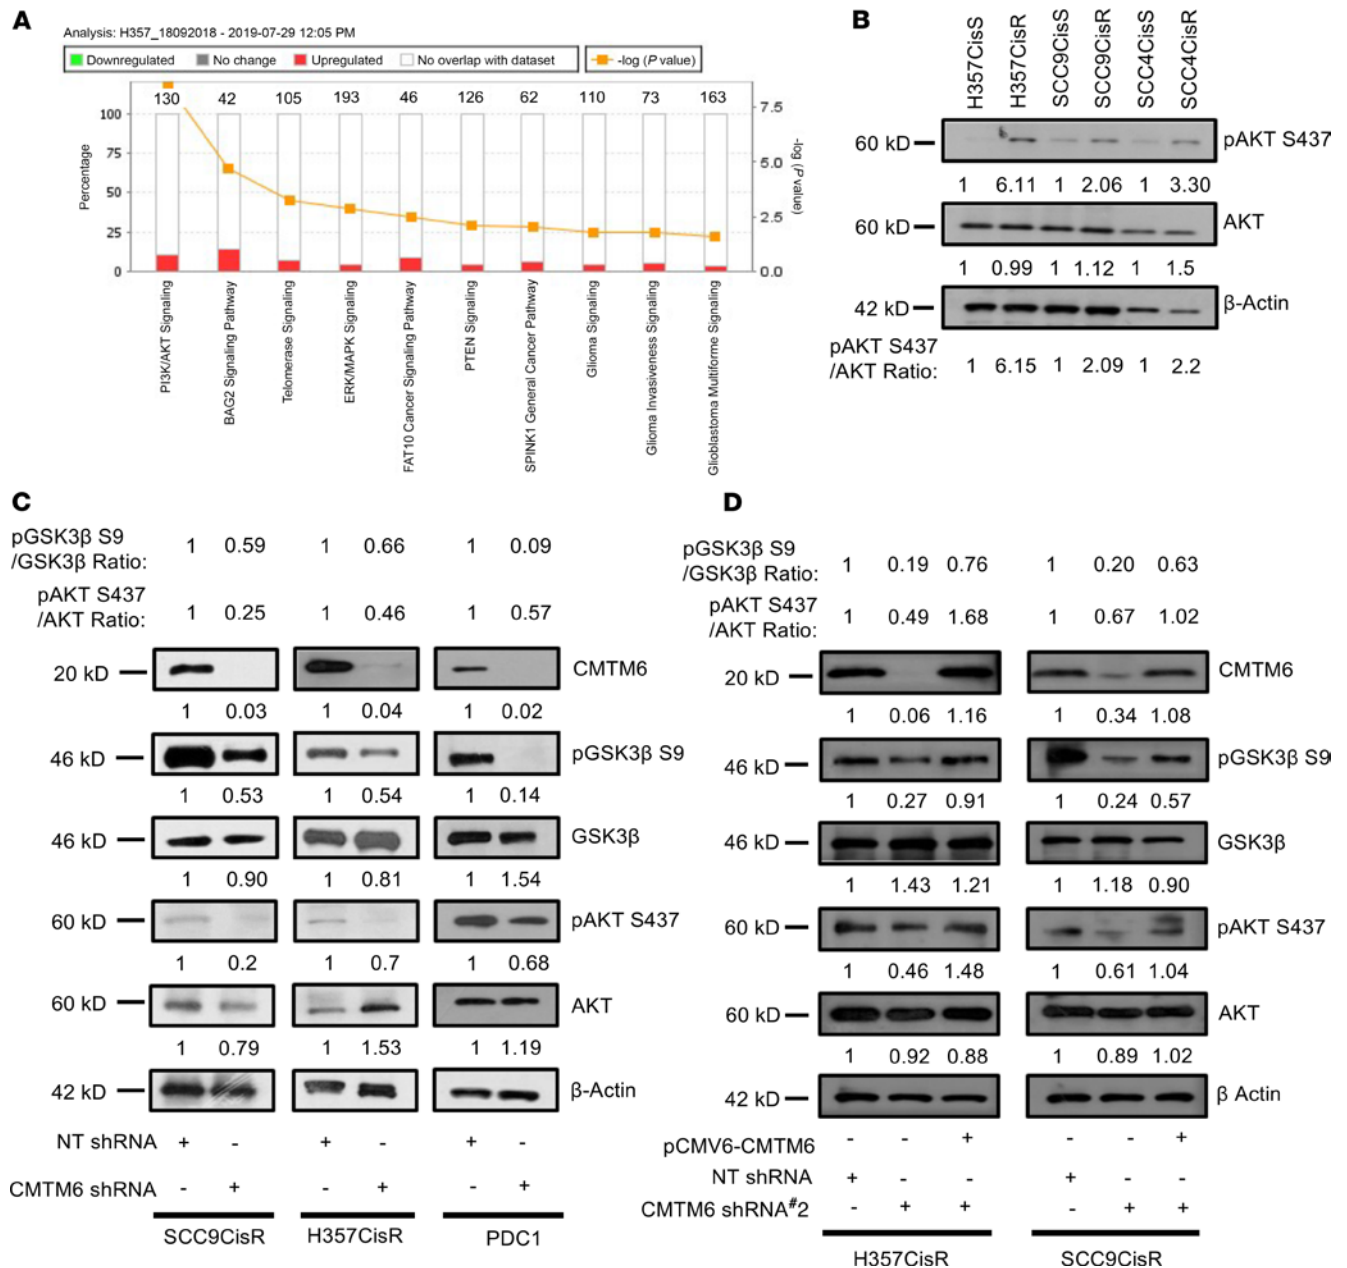 A
Analysis: H357_18092018 - 2019-07-29 12:05 PM
Downregulated No change Upregulated No overlap with dataset -log (P value)
130 42 105 193 46 126 62 110 73 163
100
75
50
25
0
Percentage
7.5
5.0
2.5
0.0
-log (P value)
PI3K/AKT Signaling
BAG2 Signaling Pathway
Telomerase Signaling
ERK/MAPK Signaling
FAT10 Cancer Signaling Pathway
PTEN Signaling
SPINK1 General Cancer Pathway
Glioma Signaling
Glioma Invasiveness Signaling
Glioblastoma Multiforme Signaling
B
H357CisS
H357CisR
SCC9CisS
SCC9CisR
SCC4CisS
SCC4CisR
60 kD pAKT S437
1 6.11 1 2.06 1 3.30
60 kD AKT
1 0.99 1 1.12 1 1.5
42 kD β-Actin
pAKT S437
/AKT Ratio: 1 6.15 1 2.09 1 2.2
C
pGSK3β S9
/GSK3β Ratio: 1 0.59 1 0.66 1 0.09
pAKT S437
/AKT Ratio: 1 0.25 1 0.46 1 0.57
20 kD CMTM6
1 0.03 1 0.04 1 0.02
46 kD pGSK3β S9
1 0.53 1 0.54 1 0.14
46 kD GSK3β
1 0.90 1 0.81 1 1.54
60 kD pAKT S437
1 0.2 1 0.7 1 0.68
60 kD AKT
1 0.79 1 1.53 1 1.19
42 kD β-Actin
NT shRNA + - + - + -
CMTM6 shRNA - + - + - +
SCC9CisR H357CisR PDC1
D
pGSK3β S9
/GSK3β Ratio: 1 0.19 0.76 1 0.20 0.63
pAKT S437
/AKT Ratio: 1 0.49 1.68 1 0.67 1.02
20 kD CMTM6
1 0.06 1.16 1 0.34 1.08
46 kD pGSK3β S9
1 0.27 0.91 1 0.24 0.57
46 kD GSK3β
1 1.43 1.21 1 1.18 0.90
60 kD pAKT S437
1 0.46 1.48 1 0.61 1.04
60 kD AKT
1 0.92 0.88 1 0.89 1.02
42 kD β Actin
pCMV6-CMTM6 - - + - - +
NT shRNA + - - + - -
CMTM6 shRNA#2 - + + - + +
H357CisR SCC9CisR